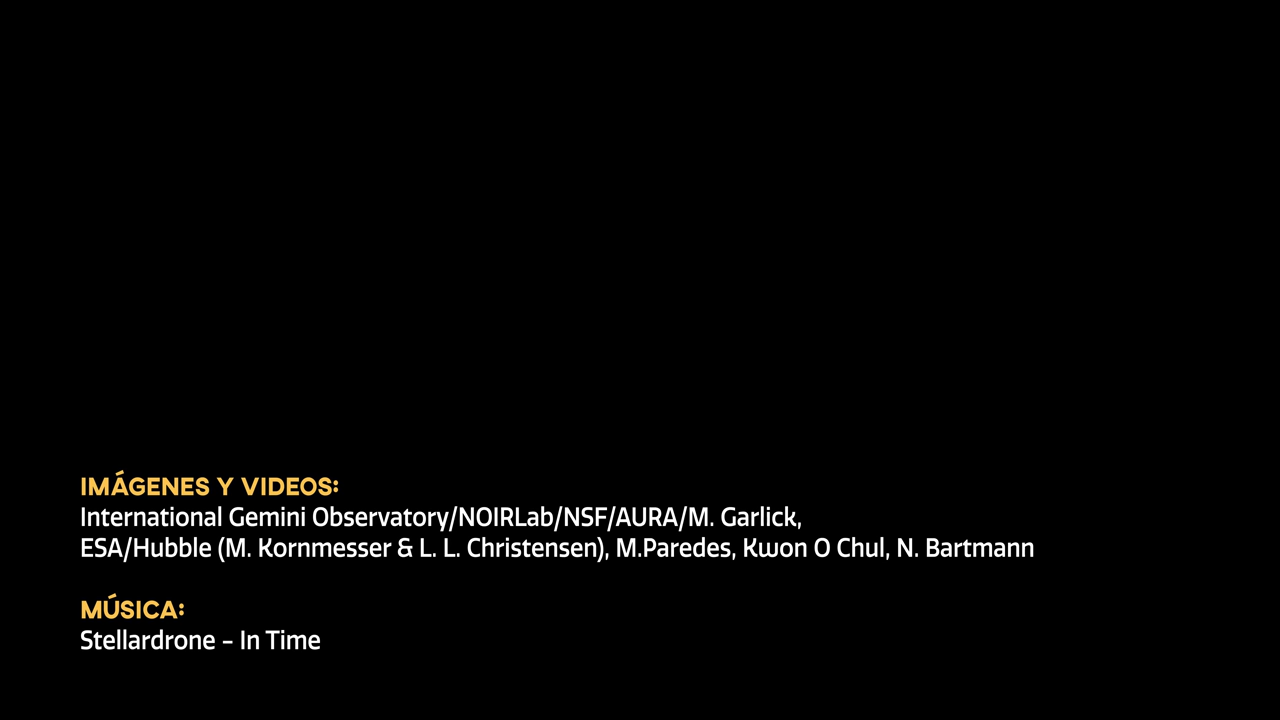 IMÁGENES Y VIDEOS:
International Gemini Observatory/NOIRLab/NSF/AURA/M. Garlick,
ESA/Hubble (M. Kornmesser & L. L. Christensen), M.Paredes, Kwon O Chul, N. Bartmann
MÚSICA:
Stellardrone – In Time